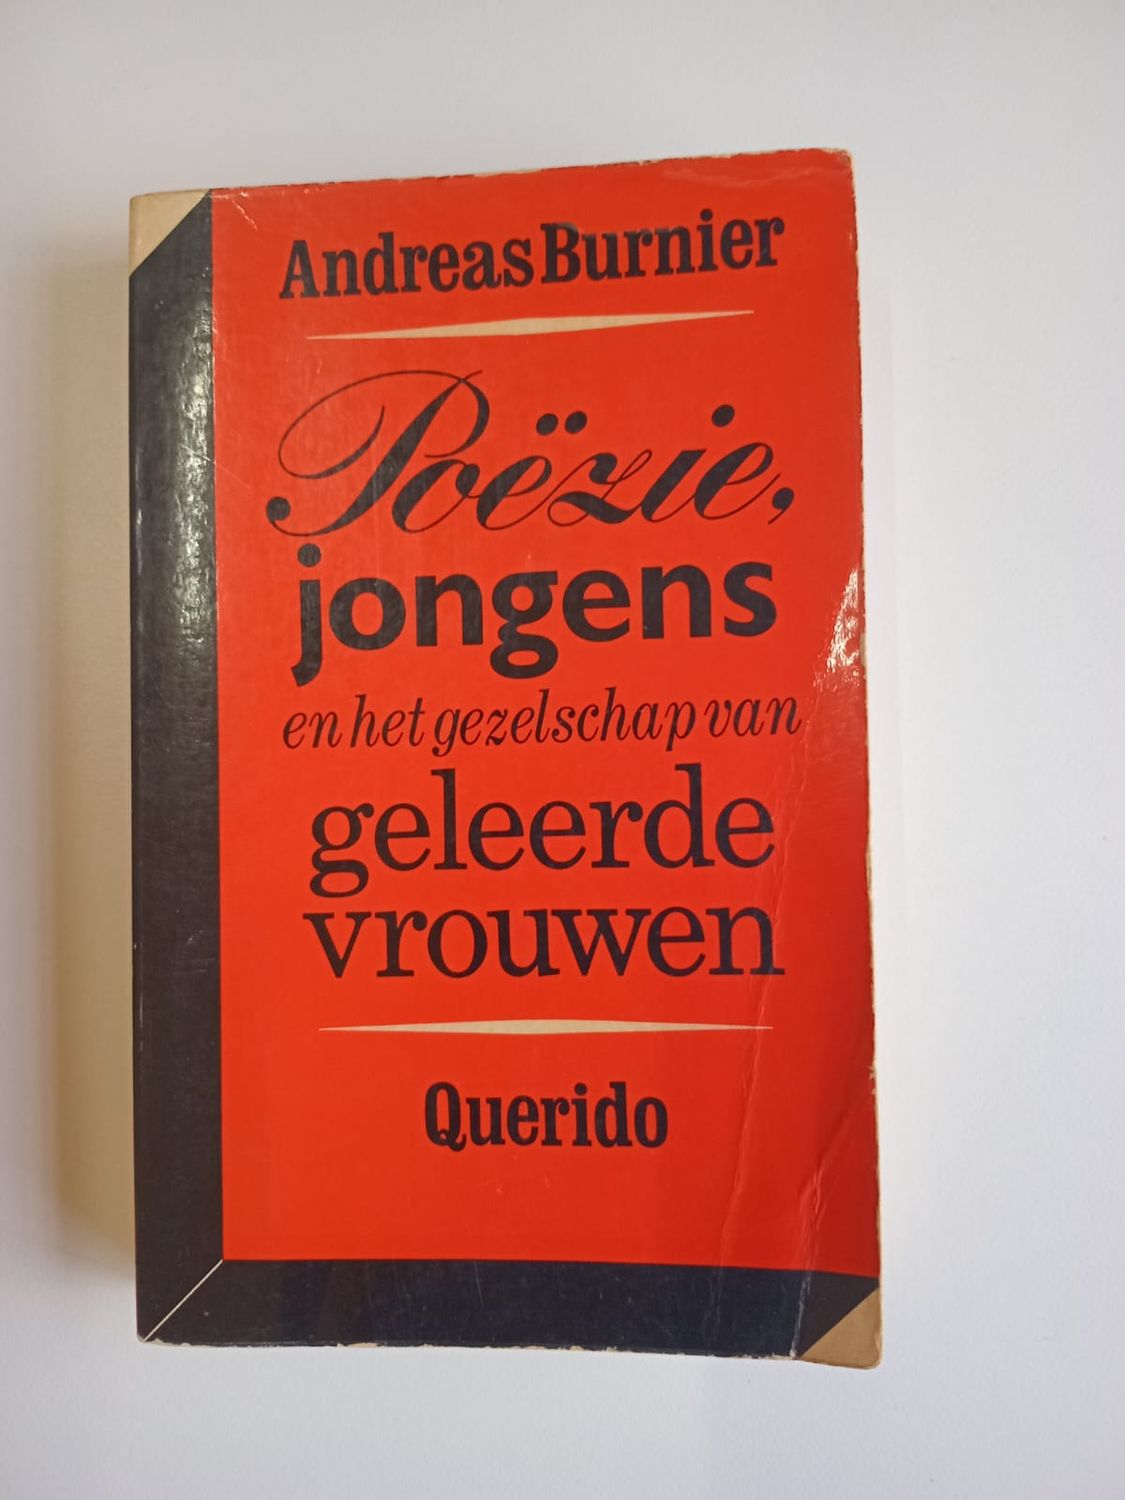 Andreas Burnier
Poëzie,
jongens
en het gezelschap van
geleerde
vrouwen
Querido